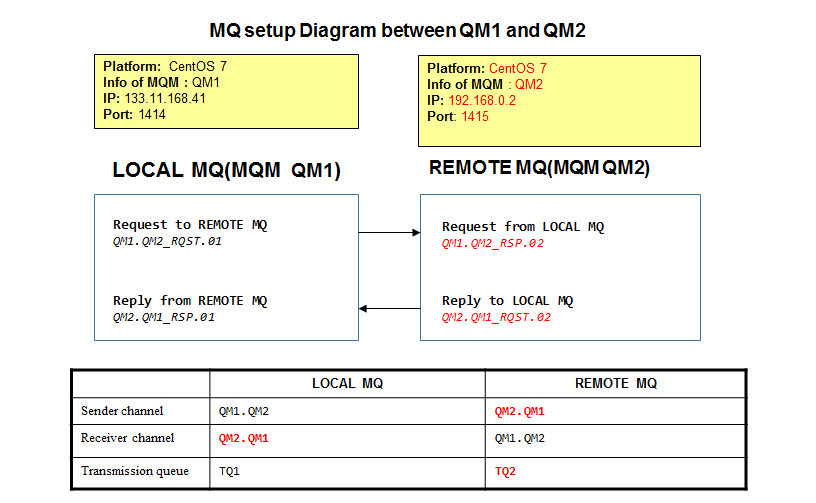 MQ setup Diagram between QM1 and QM2
Platform: CentOS 7
Info of MQM : QM1
IP: 133.11.168.41
Port: 1414
Platform: CentOS 7
Info of MQM : QM2
IP: 192.168.0.2
Port: 1415
LOCAL MQ(MQM QM1)
REMOTE MQ(MQM QM2)
Request to REMOTE MQ
QM1.QM2_RQST.01
Request from LOCAL MQ
QM1.QM2_RSP.02
Reply from REMOTE MQ
QM2.QM1_RSP.01
Reply to LOCAL MQ
QM2.QM1_RQST.02
LOCAL MQ REMOTE MQ
Sender channel QM1.QM2 QM2.QM1
Receiver channel QM2.QM1 QM1.QM2
Transmission queue TQ1 TQ2